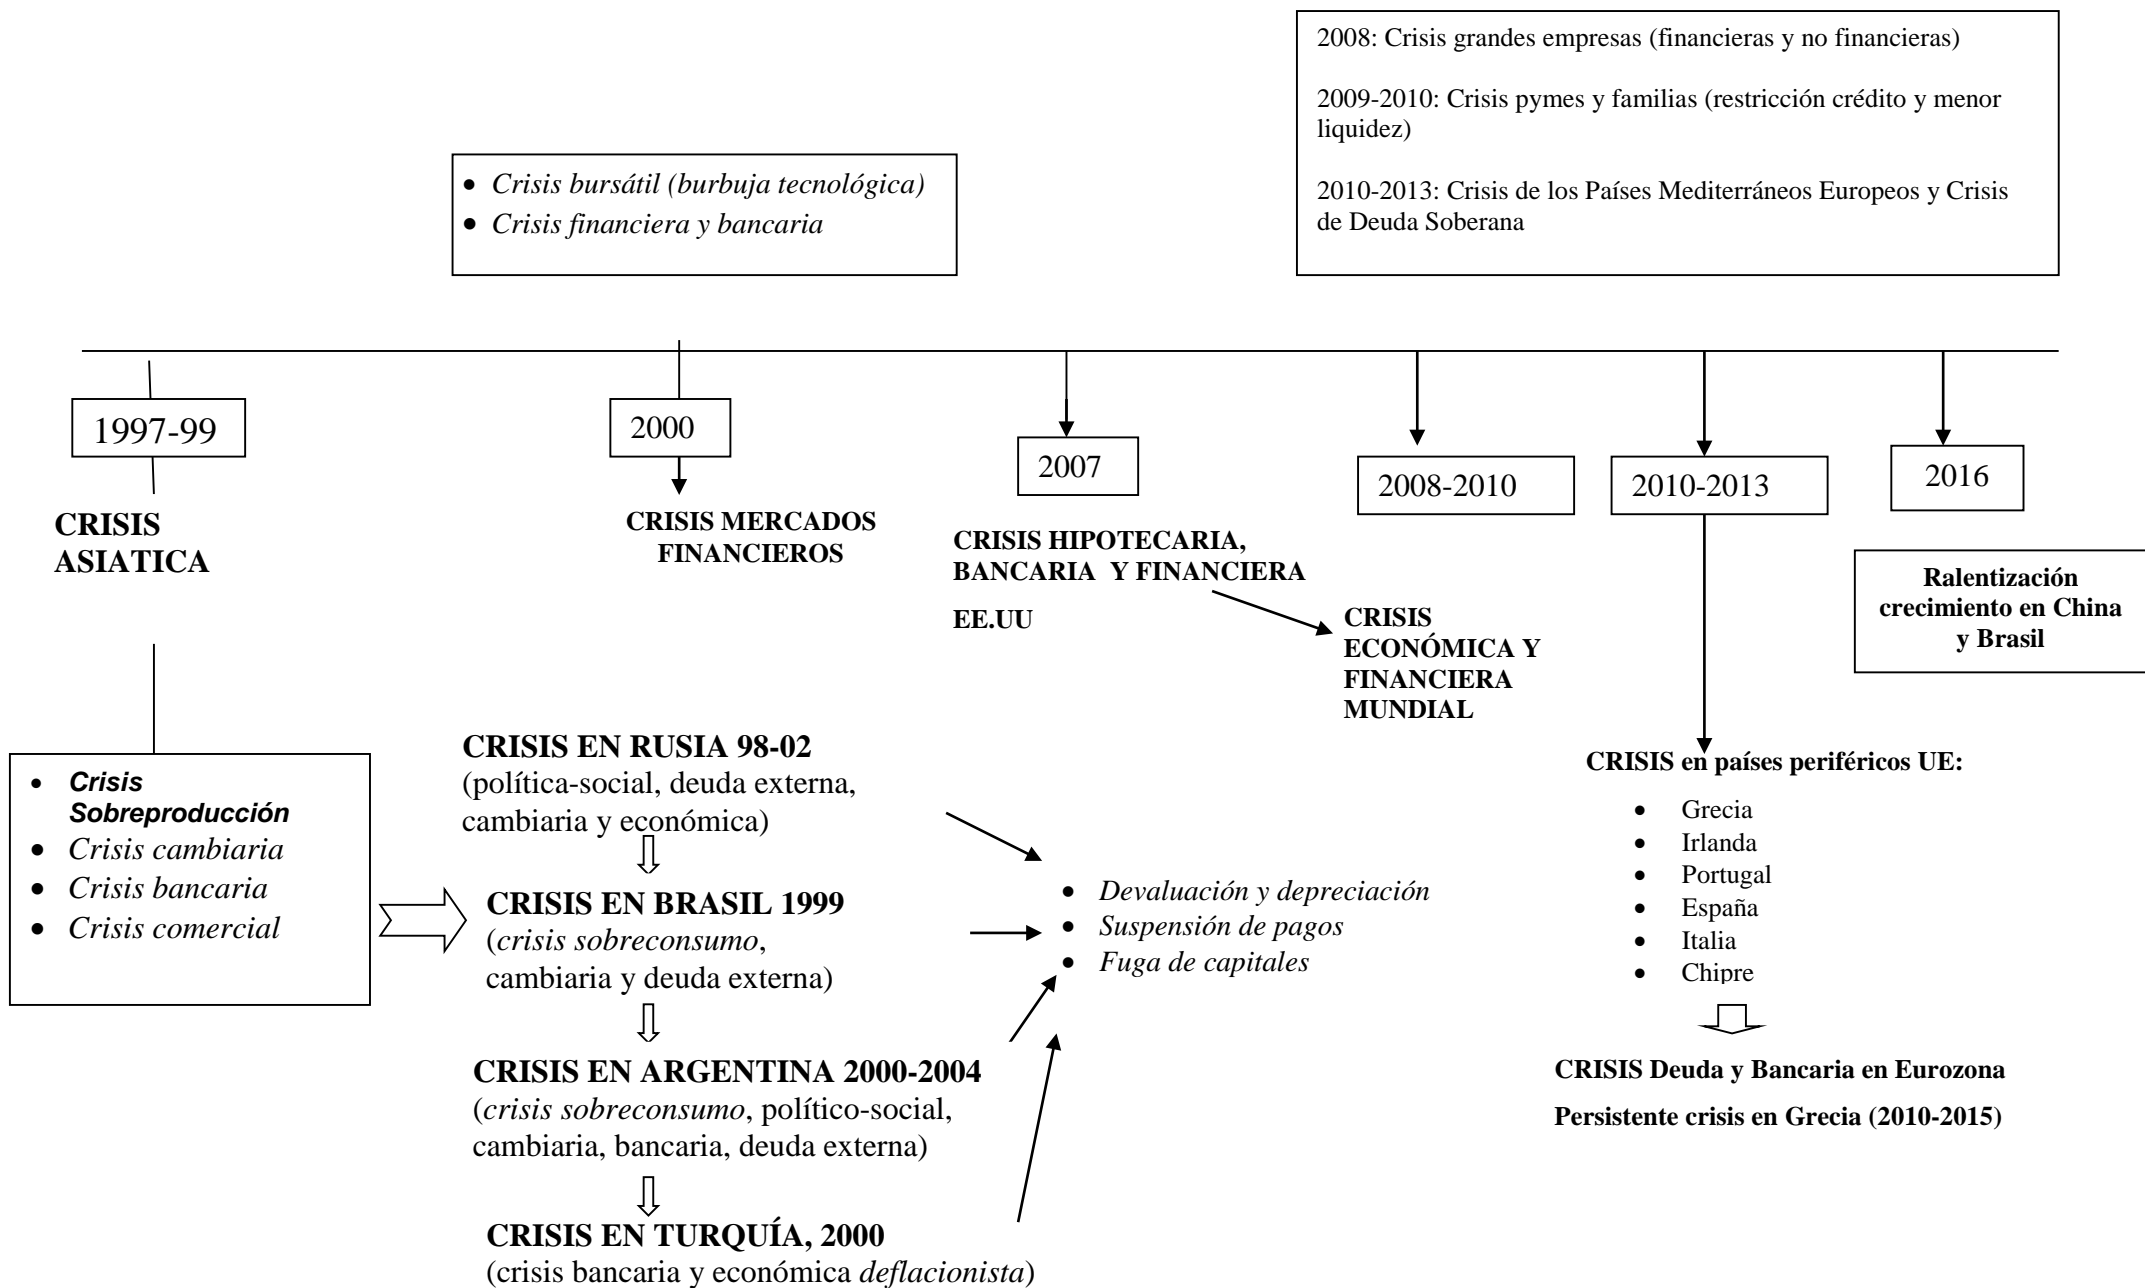 2008: Crisis grandes empresas (financieras y no financieras)
2009-2010: Crisis pymes y familias (restricción crédito y menor
liquidez)
2010-2013: Crisis de los Países Mediterráneos Europeos y Crisis
de Deuda Soberana
• Crisis bursátil (burbuja tecnológica)
• Crisis financiera y bancaria
1997-99
2000
2007
2008-2010
2010-2013
2016
CRISIS
ASIATICA
CRISIS MERCADOS
FINANCIEROS
CRISIS HIPOTECARIA,
BANCARIA Y FINANCIERA
EE.UU
CRISIS
ECONÓMICA Y
FINANCIERA
MUNDIAL
Ralentización
crecimiento en China
y Brasil
• Crisis
Sobreproducción
• Crisis cambiaria
• Crisis bancaria
• Crisis comercial
CRISIS EN RUSIA 98-02
(política-social, deuda externa,
cambiaria y económica)
CRISIS EN BRASIL 1999
(crisis sobreconsumo,
cambiaria y deuda externa)
CRISIS EN ARGENTINA 2000-2004
(crisis sobreconsumo, político-social,
cambiaria, bancaria, deuda externa)
CRISIS EN TURQUÍA, 2000
(crisis bancaria y económica deflacionista)
• Devaluación y depreciación
• Suspensión de pagos
• Fuga de capitales
CRISIS en países periféricos UE:
• Grecia
• Irlanda
• Portugal
• España
• Italia
• Chipre
CRISIS Deuda y Bancaria en Eurozona
Persistente crisis en Grecia (2010-2015)